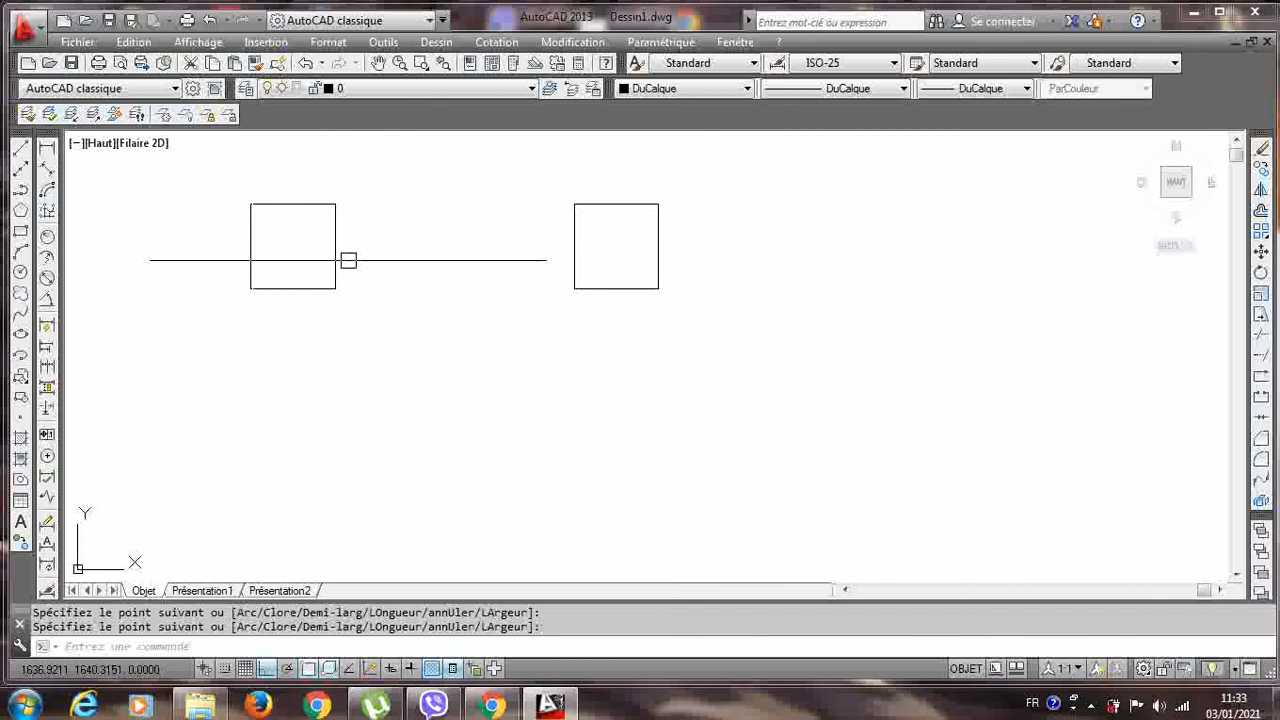 AutoCAD classique
AutoCAD 2013 Dessin1.dwg
Entrez mot-clé ou expression
Se connecter
Fichier Edition Affichage Insertion Format Outils Dessin Cotation Modification Paramétrique Fenêtre ?
Standard ISO-25 Standard Standard
AutoCAD classique 0 DuCalque DuCalque DuCalque ParCouleur
[−][Haut][Filaire 2D]
HAUT
Y
X
Objet Présentation1 Présentation2
Spécifiez le point suivant ou [Arc/Clore/Demi-larg/LOngueur/annUler/LArgeur]:
Spécifiez le point suivant ou [Arc/Clore/Demi-larg/LOngueur/annUler/LArgeur]:
Entrez une commande
1636.9211 1640.3151, 0.0000 OBJET 1:1
FR 11:33
03/01/2021